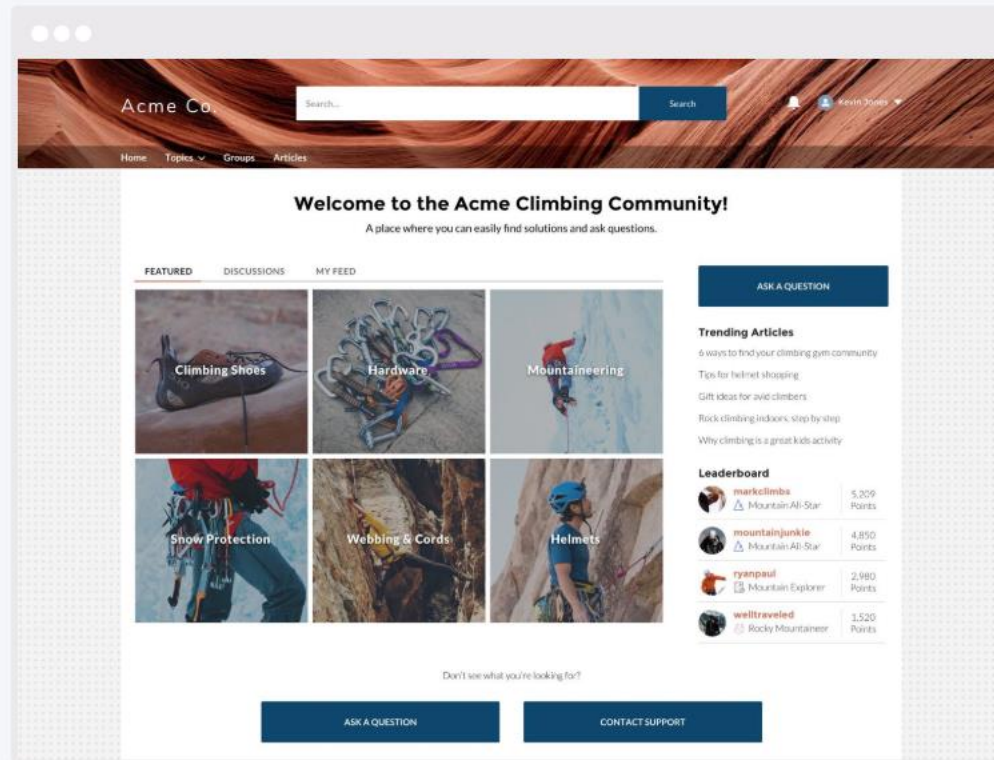 Acme Co.
Search...
Search
Kevin Jones
Home Topics Groups Articles
Welcome to the Acme Climbing Community!
A place where you can easily find solutions and ask questions.
FEATURED DISCUSSIONS MY FEED
Climbing Shoes
Hardware
Mountaineering
Snow Protection
Webbing & Cords
Helmets
ASK A QUESTION
Trending Articles
6 ways to find your climbing gym community
Tips for helmet shopping
Gift ideas for avid climbers
Rock climbing indoors, step by step
Why climbing is a great kids activity
Leaderboard
markclimbs
Mountain All-Star
5,209
Points
mountainjunkie
Mountain All-Star
4,850
Points
ryanpaul
Mountain Explorer
2,980
Points
welltraveled
Rocky Mountaineer
1,520
Points
Don't see what you're looking for?
ASK A QUESTION
CONTACT SUPPORT